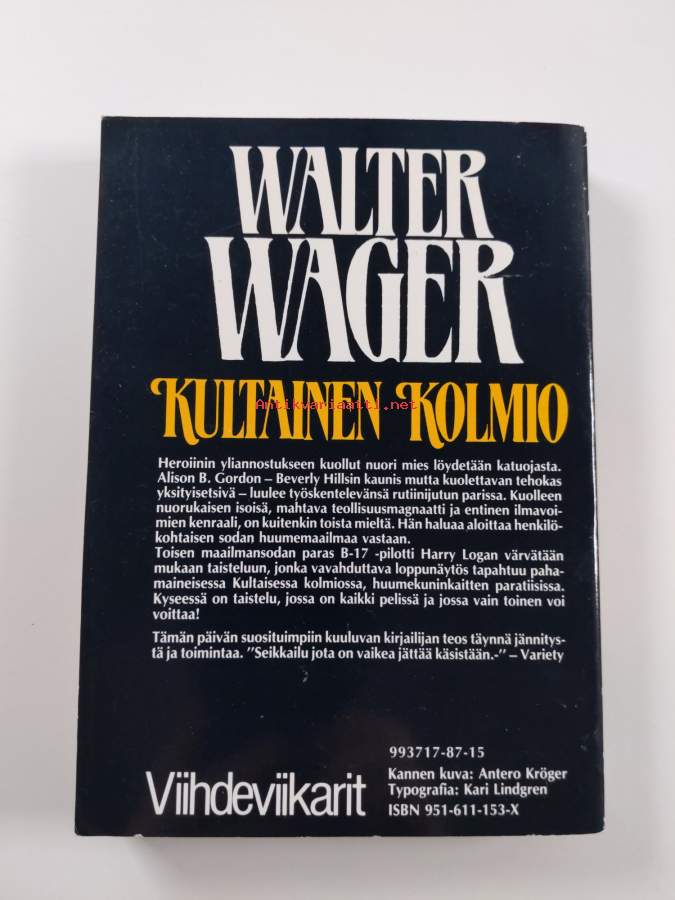 WALTER
WAGER
KULTAINEN KOLMIO
Antikvariaatti.net
Heroiinin yliannostukseen kuollut nuori mies löydetään katuojasta.
Alison B. Gordon – Beverly Hillsin kaunis mutta kuolettavan tehokas
yksityisetsivä – luulee työskentelevänsä rutiinijutun parissa. Kuolleen
nuorukaisen isoisä, mahtava teollisuusmagnaatti ja entinen ilmavoi-
mien kenraali, on kuitenkin toista mieltä. Hän haluaa aloittaa henkilö-
kohtaisen sodan huumemaailmaa vastaan.
Toisen maailmansodan paras B-17 -pilotti Harry Logan värvätään
mukaan taisteluun, jonka vavahduttava loppunäytös tapahtuu paha-
maineisessa Kultaisessa kolmiossa, huumekuninkaitten paratiisissa.
Kyseessä on taistelu, jossa on kaikki pelissä ja jossa vain toinen voi
voittaa!
Tämän päivän suosituimpiin kuuluvan kirjailijan teos täynnä jännitys-
tä ja toimintaa. ”Seikkailu jota on vaikea jättää käsistään.-” – Variety
993717-87-15
Viihdeviikarit
Kannen kuva: Antero Kröger
Typografia: Kari Lindgren
ISBN 951-611-153-X